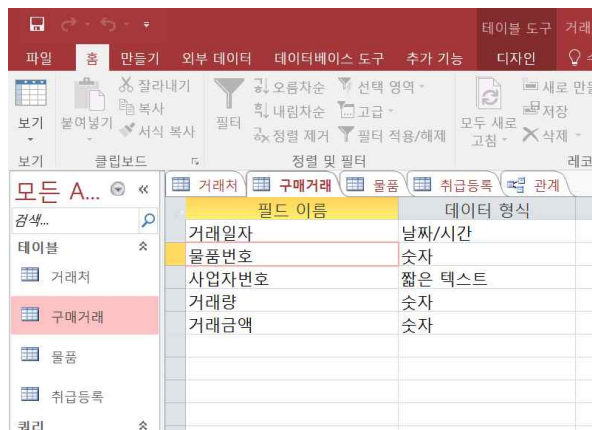 테이블 도구 거래
파일 홈 만들기 외부 데이터 데이터베이스 도구 추가 기능 디자인
보기 붙여넣기 잘라내기 복사 서식 복사
필터 오름차순 내림차순 정렬 제거 선택 영역 고급 필터 적용/해제
모두 새로 고침 새로 만들 저장 삭제
보기 클립보드 정렬 및 필터 레코
모든 A...
거래처 구매거래 물품 취급등록 관계
검색...
필드 이름 데이터 형식
거래일자 날짜/시간
물품번호 숫자
사업자번호 짧은 텍스트
거래량 숫자
거래금액 숫자
테이블
거래처
구매거래
물품
취급등록
쿼리